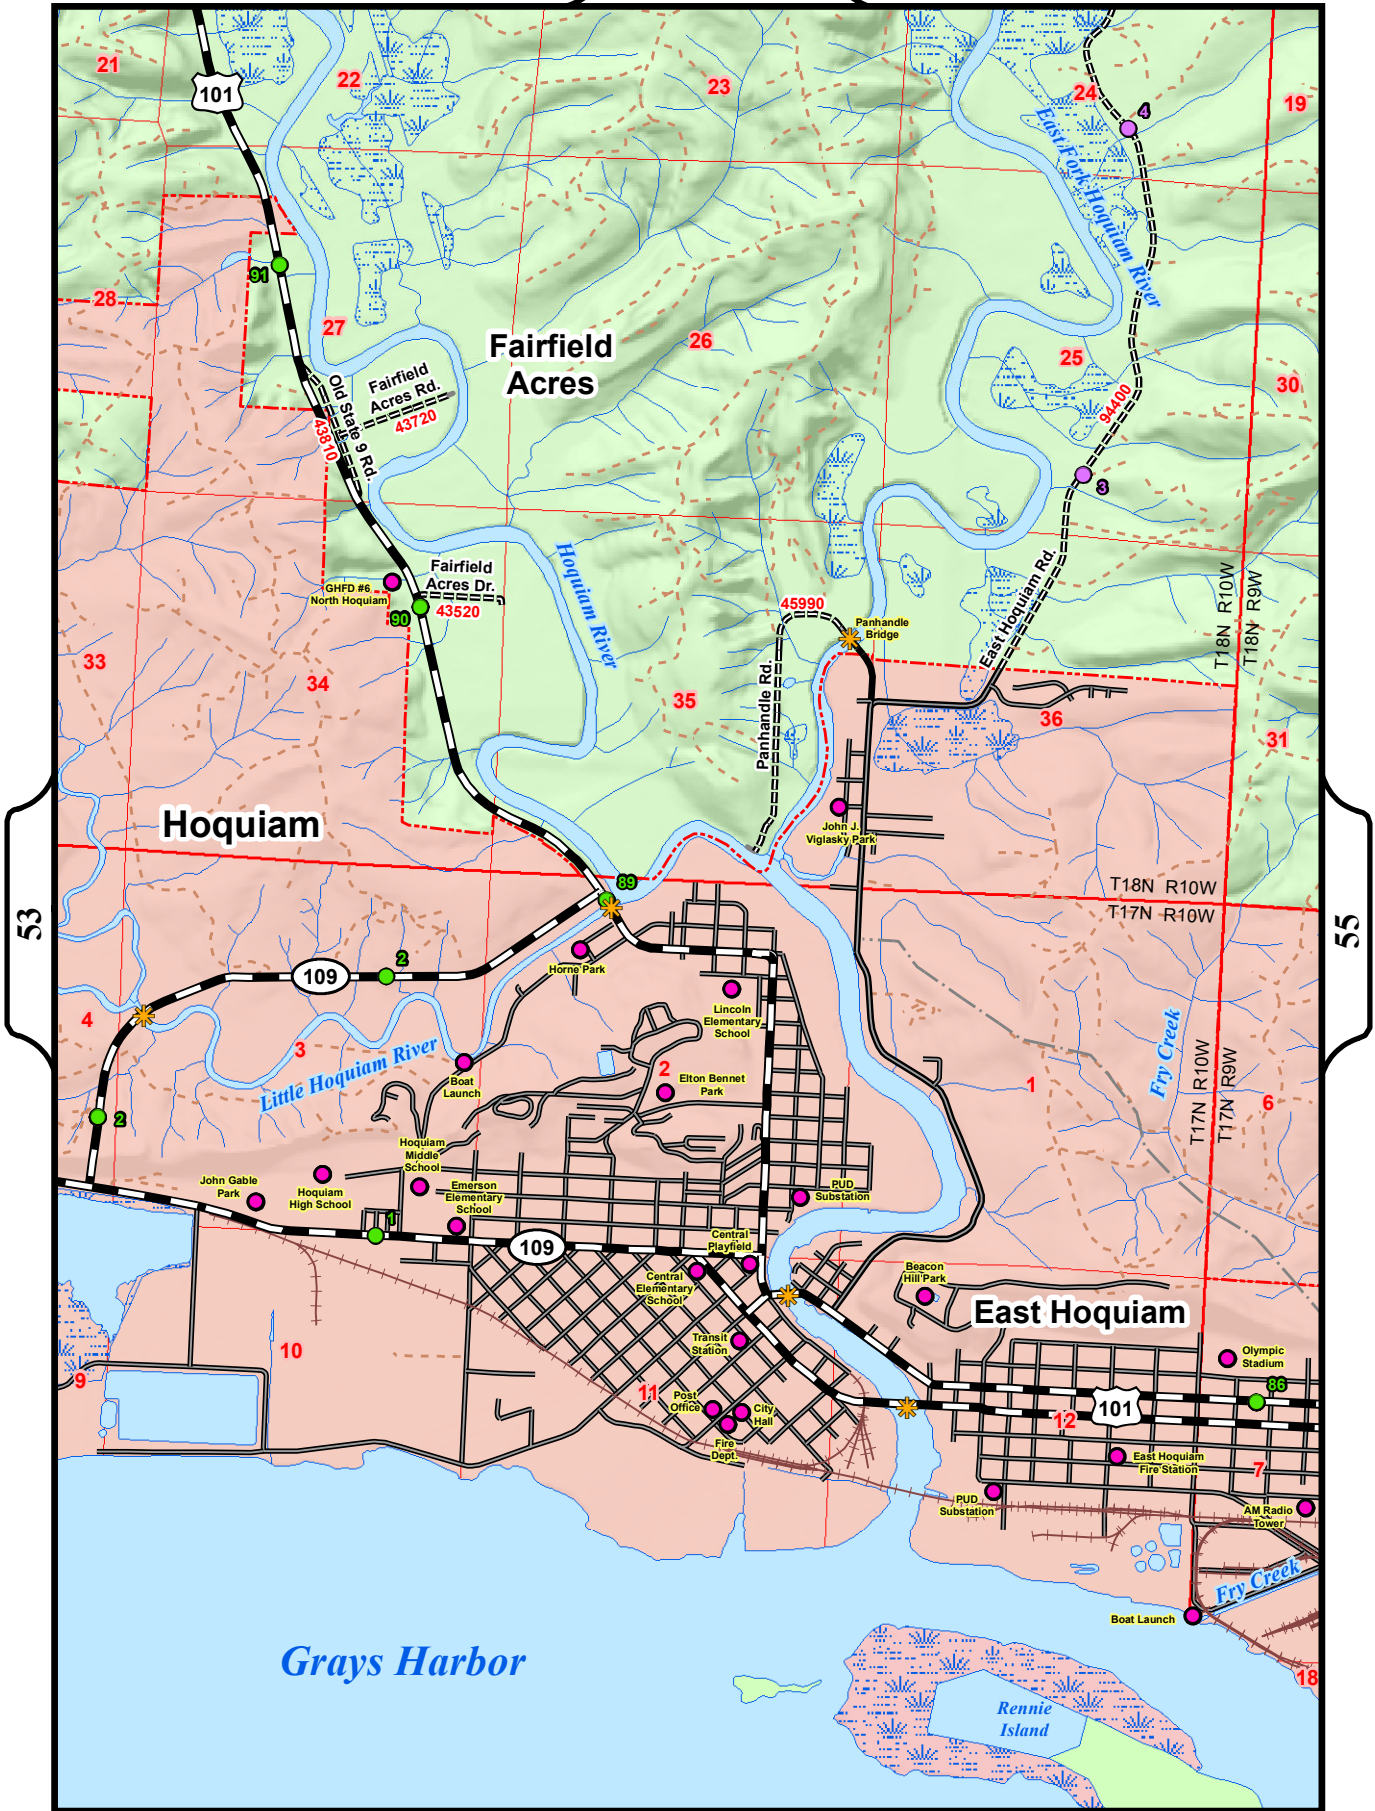 21
101
22
23
24
4
19
East Fork Hoquiam River
91
28
27
Fairfield
Acres
26
25
30
Old State 9 Rd.
43810
Fairfield
Acres Rd.
43720
94400
3
Hoquiam River
GHFD #6
North Hoquiam
Fairfield
Acres Dr.
90
43520
45990
Panhandle
Bridge
East Hoquiam Rd.
T18N R10W
T18N R9W
33
34
35
Panhandle Rd.
36
31
Hoquiam
John J.
Viglasky Park
53
55
89
T18N R10W
T17N R10W
2
109
Horne Park
Lincoln
Elementary
School
4
3
Little Hoquiam River
Boat
Launch
2
Elton Bennet
Park
1
Fry Creek
T17N R10W
T17N R9W
6
2
Hoquiam
Middle
School
John Gable
Park
Hoquiam
High School
Emerson
Elementary
School
PUD
Substation
1
109
Central
Playfield
Central
Elementary
School
Beacon
Hill Park
East Hoquiam
Transit
Station
10
9
11
Post
Office
City
Hall
Fire
Dept.
Olympic
Stadium
86
101
12
East Hoquiam
Fire Station
7
PUD
Substation
AM Radio
Tower
Fry Creek
Boat Launch
Grays Harbor
18
Rennie
Island